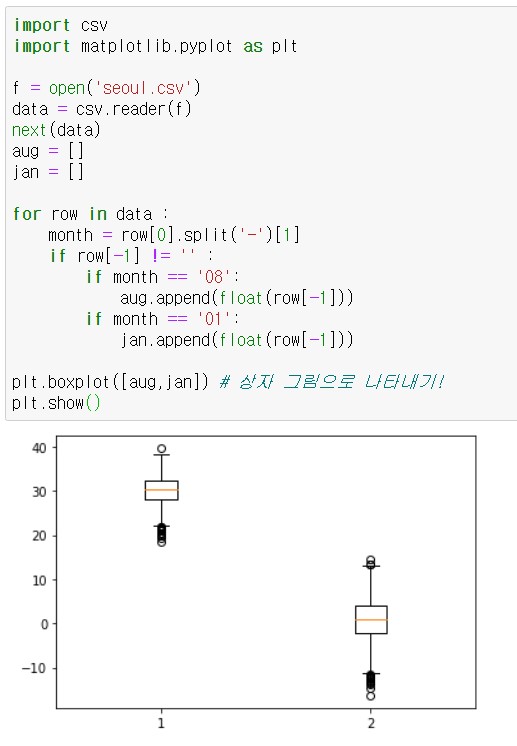 import csv
import matplotlib.pyplot as plt
f = open('seoul.csv')
data = csv.reader(f)
next(data)
aug = []
jan = []
for row in data :
    month = row[0].split('-')[1]
    if row[-1] != '' :
        if month == '08':
            aug.append(float(row[-1]))
        if month == '01':
            jan.append(float(row[-1]))
plt.boxplot([aug,jan]) # 상자 그림으로 나타내기!
plt.show()
40
30
20
10
0
−10
1 2